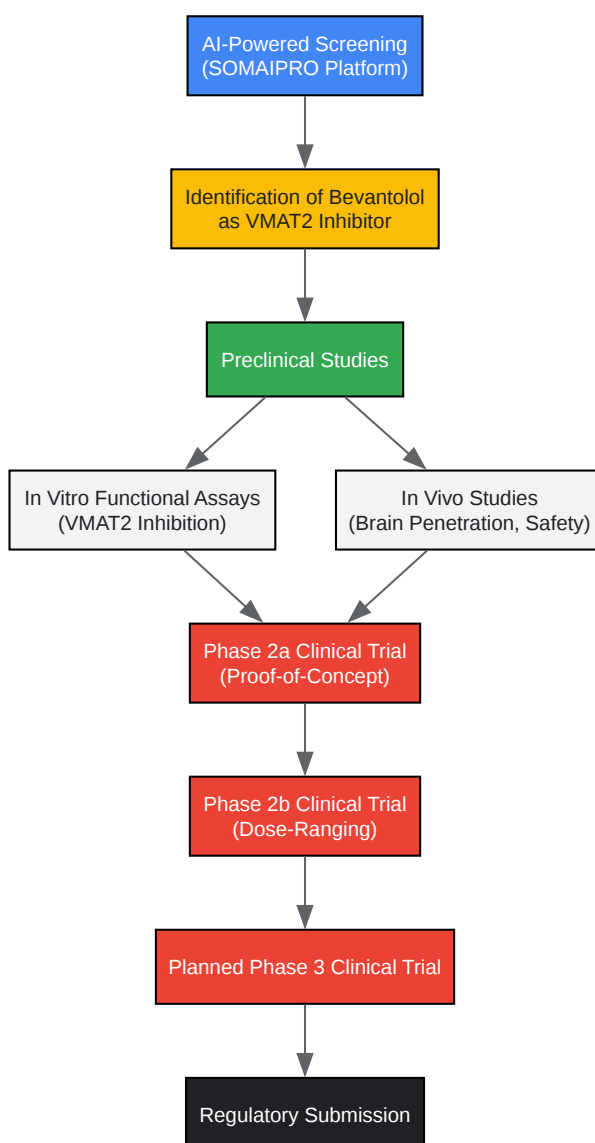 AI-Powered Screening
(SOMAIPRO Platform)
Identification of Bevantolol
as VMAT2 Inhibitor
Preclinical Studies
In Vitro Functional Assays
(VMAT2 Inhibition)
In Vivo Studies
(Brain Penetration, Safety)
Phase 2a Clinical Trial
(Proof-of-Concept)
Phase 2b Clinical Trial
(Dose-Ranging)
Planned Phase 3 Clinical Trial
Regulatory Submission